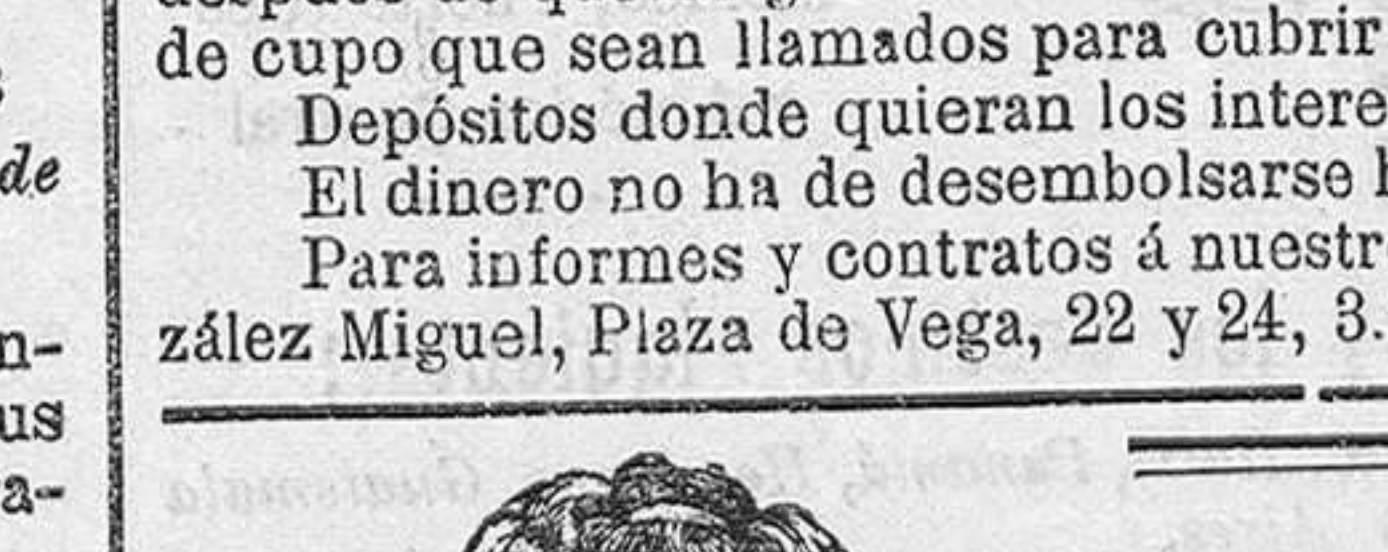 de
n-
us
a-
de cupo que sean llamados para cubrir
Depósitos donde quieran los intere
El dinero no ha de desembolsarse h
Para informes y contratos á nuestr
zález Miguel, Plaza de Vega, 22 y 24, 3.